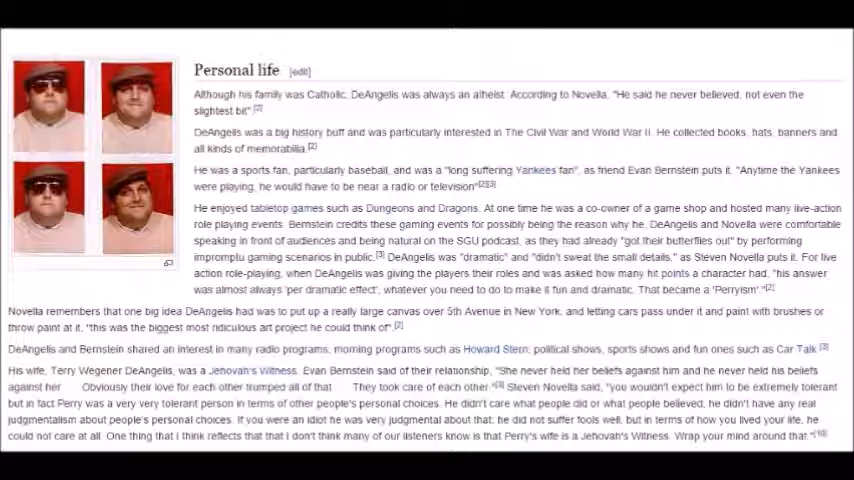 Personal life [edit]
Although his family was Catholic, DeAngelis was always an atheist. According to Novella, "He said he never believed, not even the
slightest bit".[2]
DeAngelis was a big history buff and was particularly interested in The Civil War and World War II. He collected books, hats, banners and
all kinds of memorabilia.[2]
He was a sports fan, particularly baseball, and was a "long suffering Yankees fan", as friend Evan Bernstein puts it. "Anytime the Yankees
were playing, he would have to be near a radio or television"[2][3]
He enjoyed tabletop games such as Dungeons and Dragons. At one time he was a co-owner of a game shop and hosted many live-action
role playing events. Bernstein credits these gaming events for possibly being the reason why he, DeAngelis and Novella were comfortable
speaking in front of audiences and being natural on the SGU podcast, as they had already "got their butterflies out" by performing
impromptu gaming scenarios in public.[3] DeAngelis was "dramatic" and "didn't sweat the small details," as Steven Novella puts it. For live
action role-playing, when DeAngelis was giving the players their roles and was asked how many hit points a character had, "his answer
was almost always 'per dramatic effect', whatever you need to do to make it fun and dramatic. That became a 'Perryism'."[2]
Novella remembers that one big idea DeAngelis had was to put up a really large canvas over 5th Avenue in New York, and letting cars pass under it and paint with brushes or
throw paint at it, "this was the biggest most ridiculous art project he could think of".[2]
DeAngelis and Bernstein shared an interest in many radio programs, morning programs such as Howard Stern; political shows, sports shows and fun ones such as Car Talk.[3]
His wife, Terry Wegener DeAngelis, was a Jehovah's Witness. Evan Bernstein said of their relationship, "She never held her beliefs against him and he never held his beliefs
against her Obviously their love for each other trumped all of that They took care of each other."[3] Steven Novella said, "you wouldn't expect him to be extremely tolerant
but in fact Perry was a very very tolerant person in terms of other people's personal choices. He didn't care what people did or what people believed, he didn't have any real
judgmentalism about people's personal choices. If you were an idiot he was very judgmental about that; he did not suffer fools well, but in terms of how you lived your life, he
could not care at all. One thing that I think reflects that that I don't think many of our listeners know is that Perry's wife is a Jehovah's Witness. Wrap your mind around that."[10]